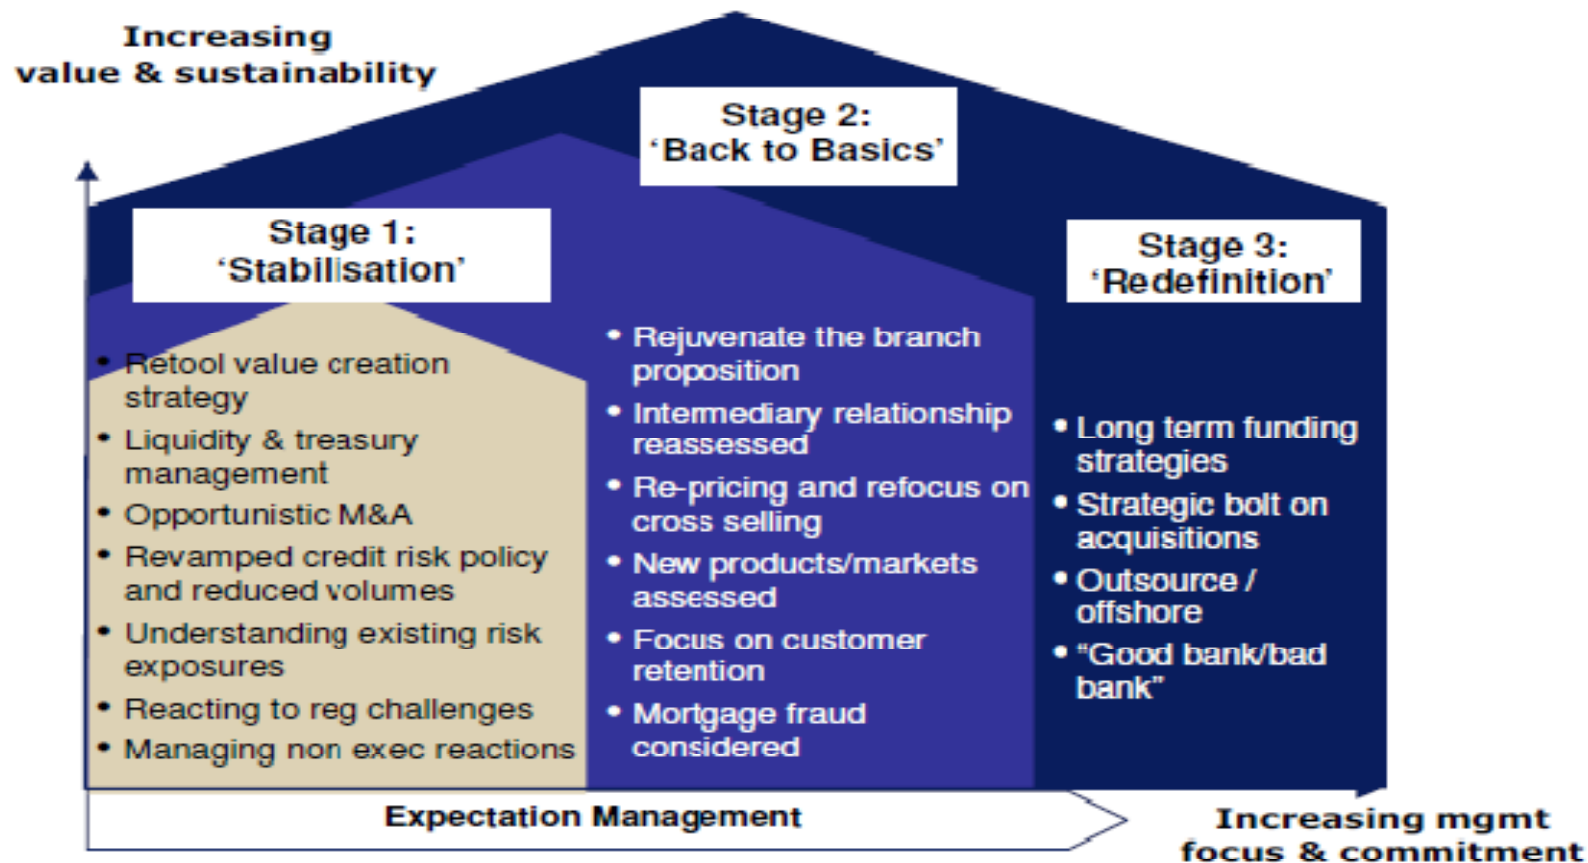 Increasing
value & sustainability
Stage 2:
‘Back to Basics’
Stage 1:
‘Stabilisation’
Stage 3:
‘Redefinition’
• Retool value creation
strategy
• Liquidity & treasury
management
• Opportunistic M&A
• Revamped credit risk policy
and reduced volumes
• Understanding existing risk
exposures
• Reacting to reg challenges
• Managing non exec reactions
• Rejuvenate the branch
proposition
• Intermediary relationship
reassessed
• Re-pricing and refocus on
cross selling
• New products/markets
assessed
• Focus on customer
retention
• Mortgage fraud
considered
• Long term funding
strategies
• Strategic bolt on
acquisitions
• Outsource /
offshore
• “Good bank/bad
bank”
Expectation Management
Increasing mgmt
focus & commitment